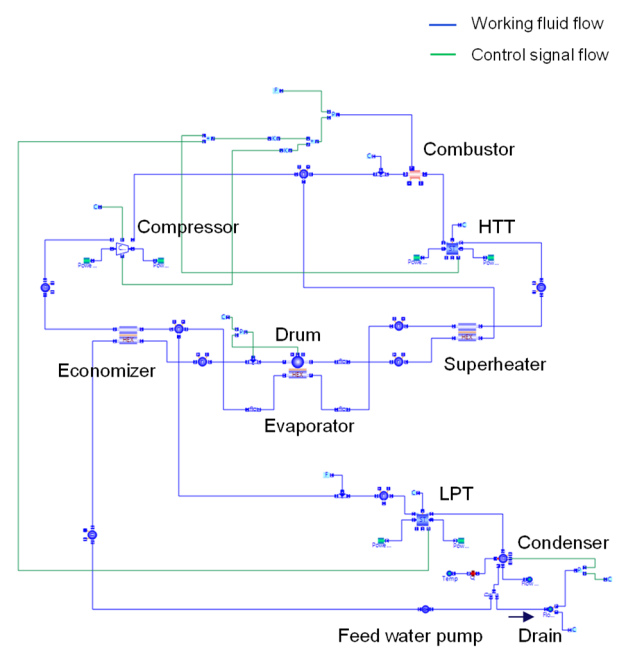 Working fluid flow
Control signal flow
Combustor
Compressor
HTT
Drum
Economizer
Superheater
Evaporator
LPT
Condenser
Temp
Feed water pump
Drain